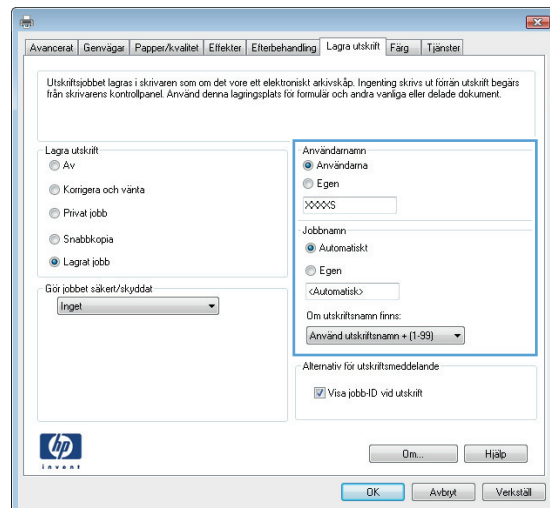 Avancerat Genvägar Papper/kvalitet Effekter Efterbehandling Lagra utskrift Färg Tjänster
Utskriftsjobbet lagras i skrivaren som om det vore ett elektroniskt arkivskåp. Ingenting skrivs ut förrän utskrift begärs
från skrivarens kontrollpanel. Använd denna lagringsplats för formulär och andra vanliga eller delade dokument.
Lagra utskrift
Av
Korrigera och vänta
Privat jobb
Snabbkopia
Lagrat jobb
Gör jobbet säkert/skyddat
Inget
Användarnamn
Användarna
Egen
XXXXS
Jobbnamn
Automatiskt
Egen
<Automatisk>
Om utskriftsnamn finns:
Använd utskriftsnamn + (1-99)
Alternativ för utskriftsmeddelande
Visa jobb-ID vid utskrift
hp
invent
Om... Hjälp
OK Avbryt Verkställ